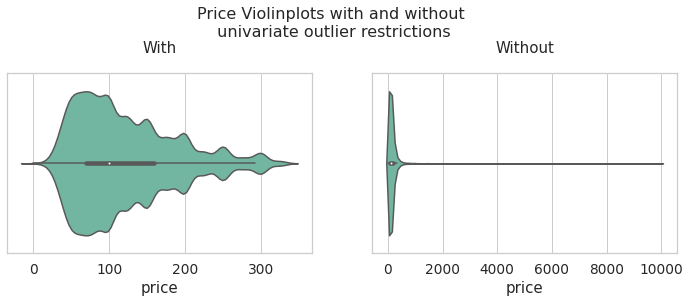 Price Violinplots with and without
univariate outlier restrictions
With
Without
0 100 200 300
price
0 2000 4000 6000 8000 10000
price